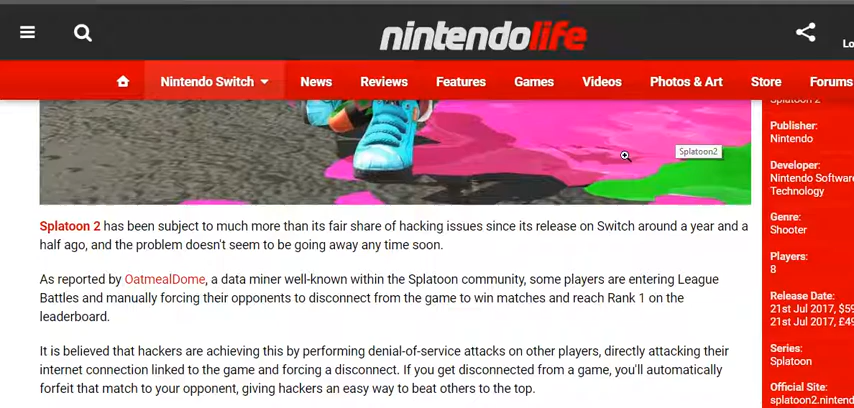 nintendolife
Lo
Nintendo Switch News Reviews Features Games Videos Photos & Art Store Forums
Splatoon 2
Splatoon2
Publisher:
Nintendo
Developer:
Nintendo Software
Technology
Genre:
Shooter
Players:
8
Release Date:
21st Jul 2017, $59
21st Jul 2017, £49
Series:
Splatoon
Official Site:
splatoon2.nintend
Splatoon 2 has been subject to much more than its fair share of hacking issues since its release on Switch around a year and a
half ago, and the problem doesn't seem to be going away any time soon.
As reported by OatmealDome, a data miner well-known within the Splatoon community, some players are entering League
Battles and manually forcing their opponents to disconnect from the game to win matches and reach Rank 1 on the
leaderboard.
It is believed that hackers are achieving this by performing denial-of-service attacks on other players, directly attacking their
internet connection linked to the game and forcing a disconnect. If you get disconnected from a game, you'll automatically
forfeit that match to your opponent, giving hackers an easy way to beat others to the top.